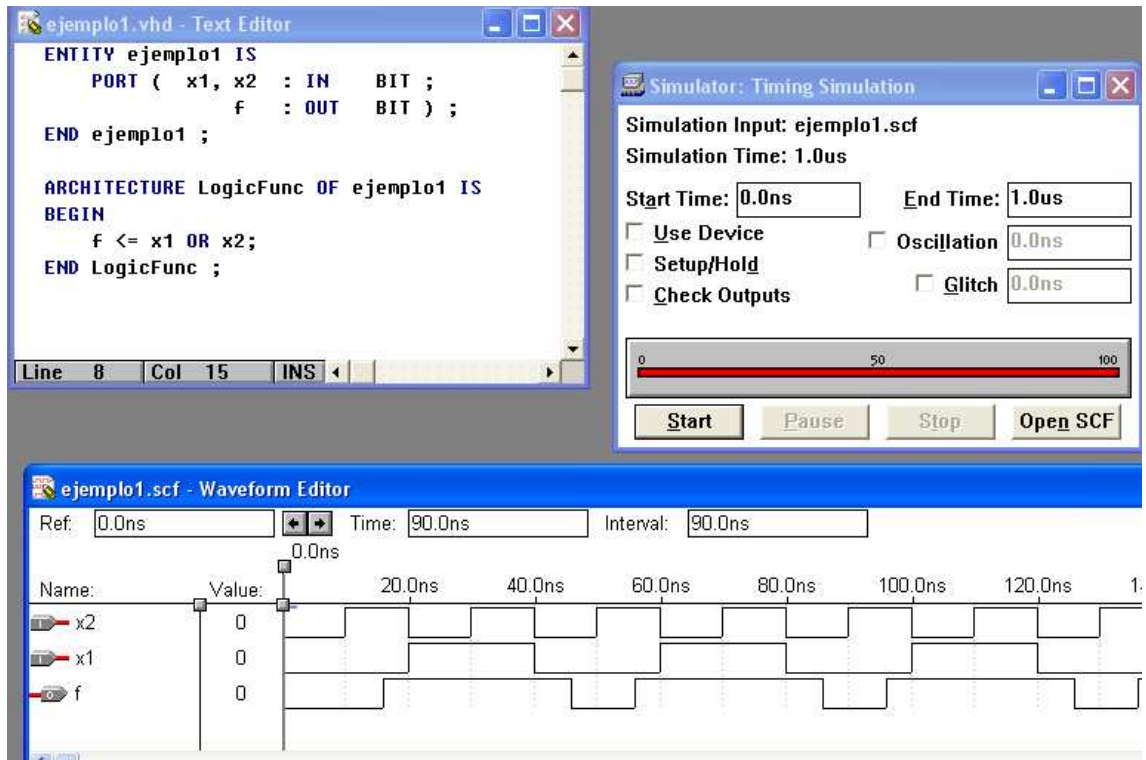 ejemplo1.vhd - Text Editor
ENTITY ejemplo1 IS
PORT ( x1, x2 : IN BIT ;
f : OUT BIT ) ;
END ejemplo1 ;
ARCHITECTURE LogicFunc OF ejemplo1 IS
BEGIN
f <= x1 OR x2;
END LogicFunc ;
Line 8 Col 15 INS
Simulator: Timing Simulation
Simulation Input: ejemplo1.scf
Simulation Time: 1.0us
Start Time: 0.0ns End Time: 1.0us
Use Device Oscillation 0.0ns
Setup/Hold
Check Outputs Glitch 0.0ns
0 50 100
Start Pause Stop Open SCF
ejemplo1.scf - Waveform Editor
Ref: 0.0ns Time: 90.0ns Interval: 90.0ns
0.0ns
Name: Value: 20.0ns 40.0ns 60.0ns 80.0ns 100.0ns 120.0ns
x2 0
x1 0
f 0